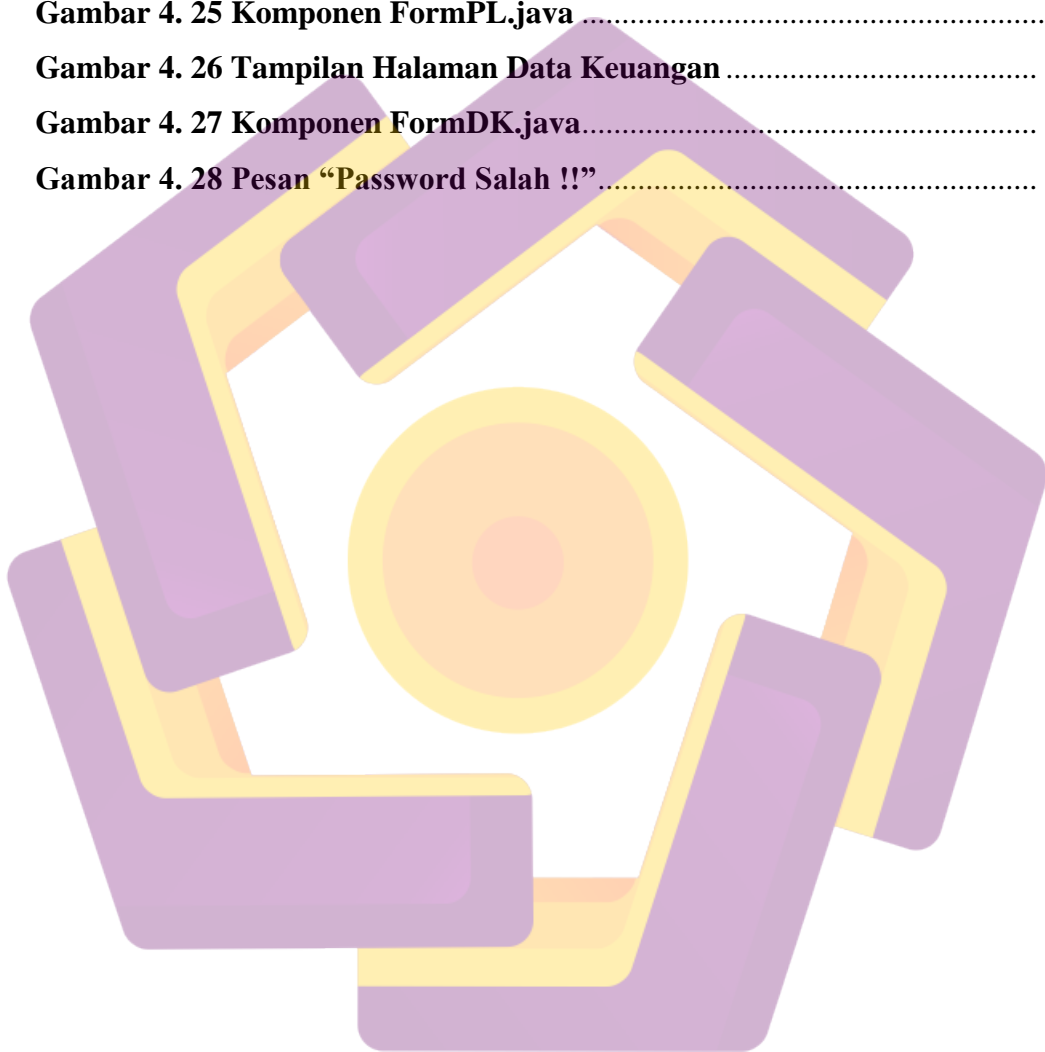 Gambar 4. 25 Komponen FormPL.java ..........................................................
Gambar 4. 26 Tampilan Halaman Data Keuangan .......................................
Gambar 4. 27 Komponen FormDK.java.........................................................
Gambar 4. 28 Pesan “Password Salah !!”.......................................................